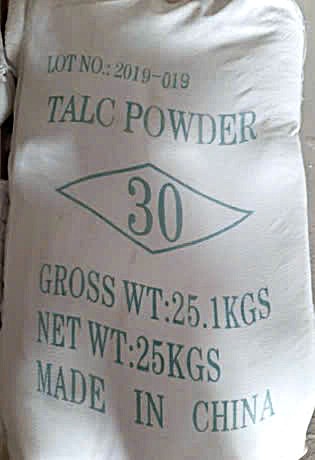 LOT NO.: 2019-019
TALC POWDER
30
GROSS WT:25.1KGS
NET WT:25KGS
MADE IN CHINA